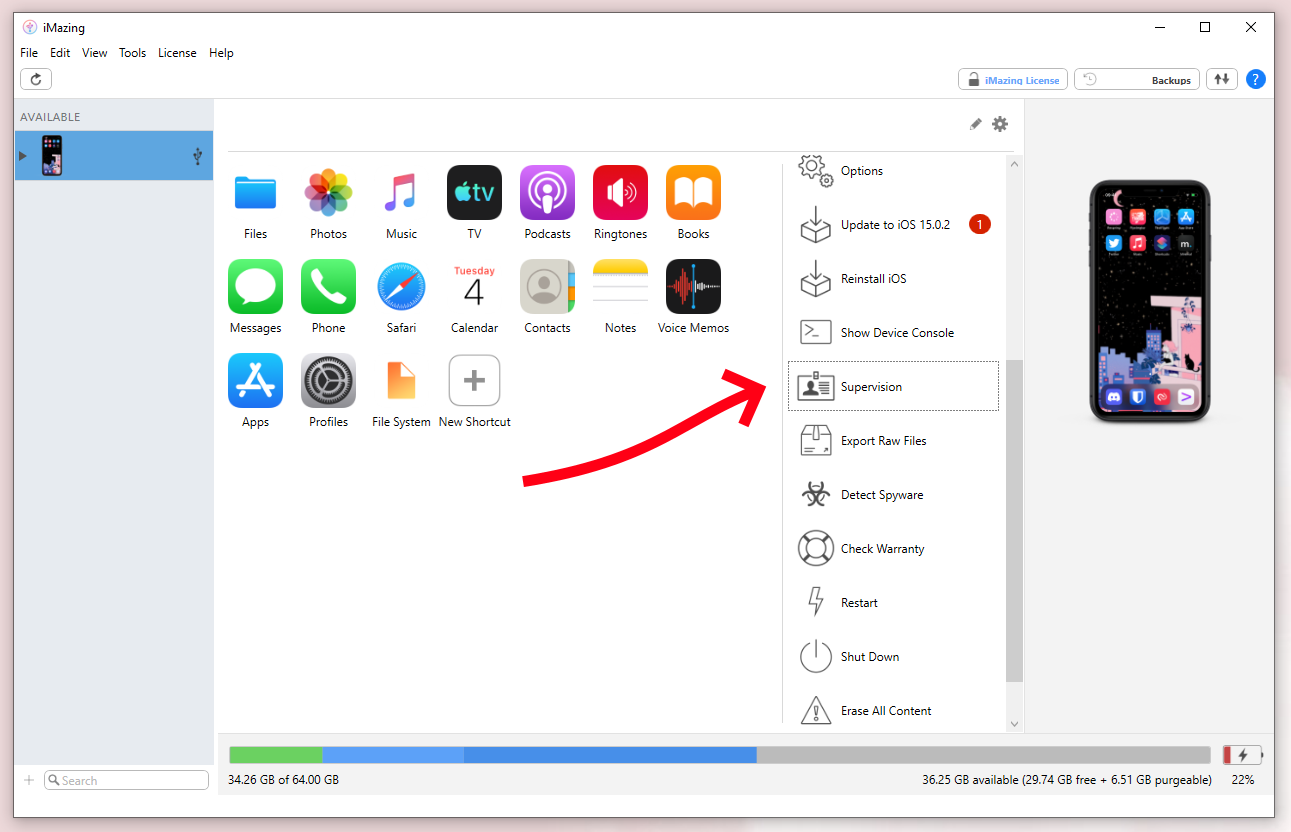 iMazing
File Edit View Tools License Help
iMazing License
Backups
?
AVAILABLE
Files Photos Music TV Podcasts Ringtones Books
tv
Tuesday
4
Messages Phone Safari Calendar Contacts Notes Voice Memos
Apps Profiles File System New Shortcut
Options
Update to iOS 15.0.2 1
Reinstall iOS
Show Device Console
Supervision
Export Raw Files
Detect Spyware
Check Warranty
Restart
Shut Down
Erase All Content
34.26 GB of 64.00 GB
36.25 GB available (29.74 GB free + 6.51 GB purgeable)
22%
Search